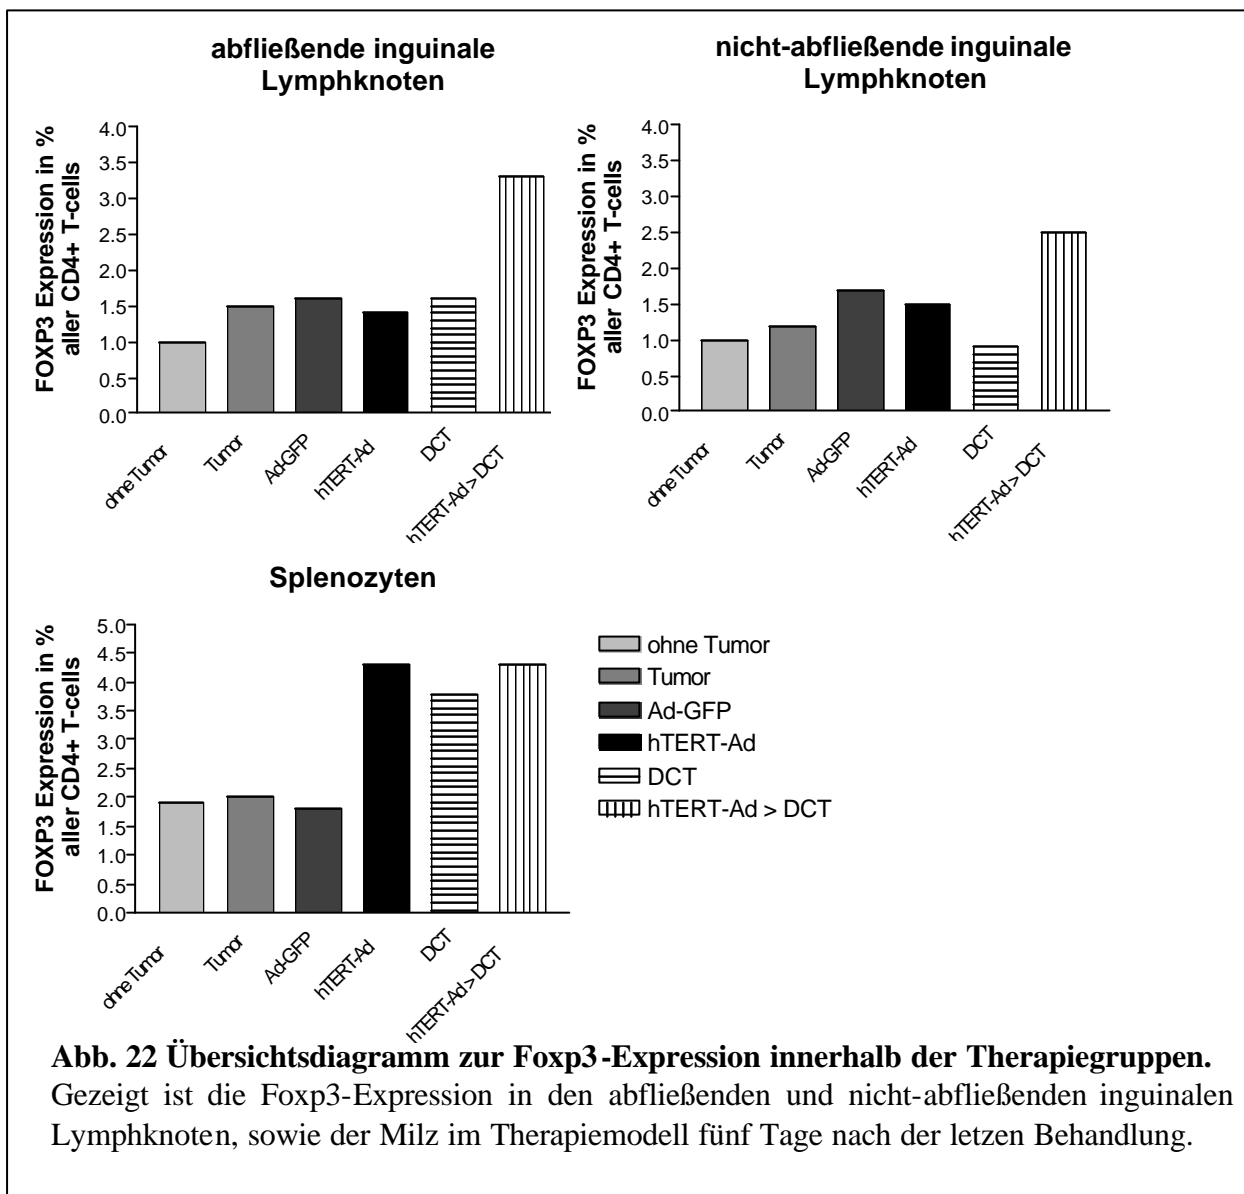 abfließende inguinale
Lymphknoten
FOXP3 Expression in %
aller CD4+ T-cells
4.0
3.5
3.0
2.5
2.0
1.5
1.0
0.5
0.0
ohne Tumor
Tumor
Ad-GFP
hTERT-Ad
DCT
hTERT-Ad > DCT
nicht-abfließende inguinale
Lymphknoten
FOXP3 Expression in %
aller CD4+ T-cells
4.0
3.5
3.0
2.5
2.0
1.5
1.0
0.5
0.0
ohne Tumor
Tumor
Ad-GFP
hTERT-Ad
DCT
hTERT-Ad > DCT
Splenozyten
FOXP3 Expression in %
aller CD4+ T-cells
5.0
4.5
4.0
3.5
3.0
2.5
2.0
1.5
1.0
0.5
0.0
ohne Tumor
Tumor
Ad-GFP
hTERT-Ad
DCT
hTERT-Ad > DCT
ohne Tumor
Tumor
Ad-GFP
hTERT-Ad
DCT
hTERT-Ad > DCT
Abb. 22 Übersichtsdiagramm zur Foxp3-Expression innerhalb der Therapiegruppen.
Gezeigt ist die Foxp3-Expression in den abfließenden und nicht-abfließenden inguinalen
Lymphknoten, sowie der Milz im Therapiemodell fünf Tage nach der letzen Behandlung.